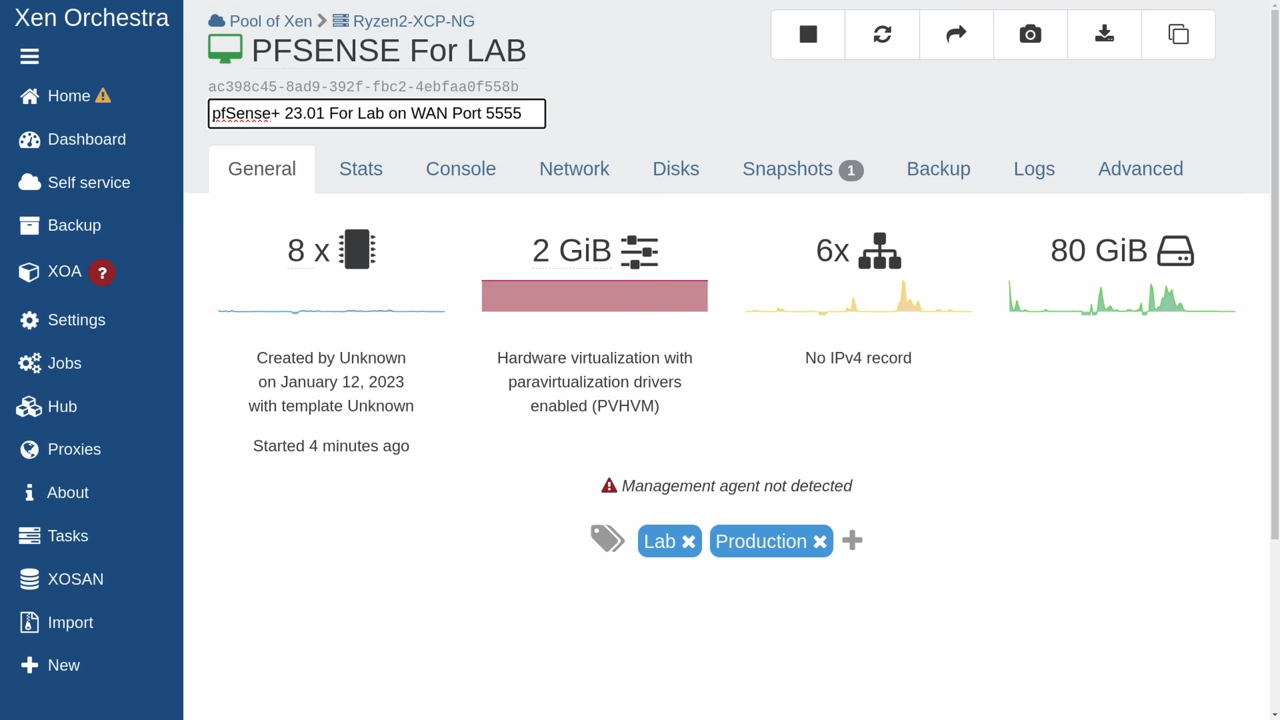 Xen Orchestra
Home
Dashboard
Self service
Backup
XOA ?
Settings
Jobs
Hub
Proxies
About
Tasks
XOSAN
Import
New
Pool of Xen Ryzen2-XCP-NG
PFSENSE For LAB
ac398c45-8ad9-392f-fbc2-4ebfaa0f558b
pfSense+ 23.01 For Lab on WAN Port 5555
General Stats Console Network Disks Snapshots 1 Backup Logs Advanced
8 x 2 GiB 6x 80 GiB
Created by Unknown
on January 12, 2023
with template Unknown
Started 4 minutes ago
Hardware virtualization with
paravirtualization drivers
enabled (PVHVM)
No IPv4 record
Management agent not detected
Lab Production